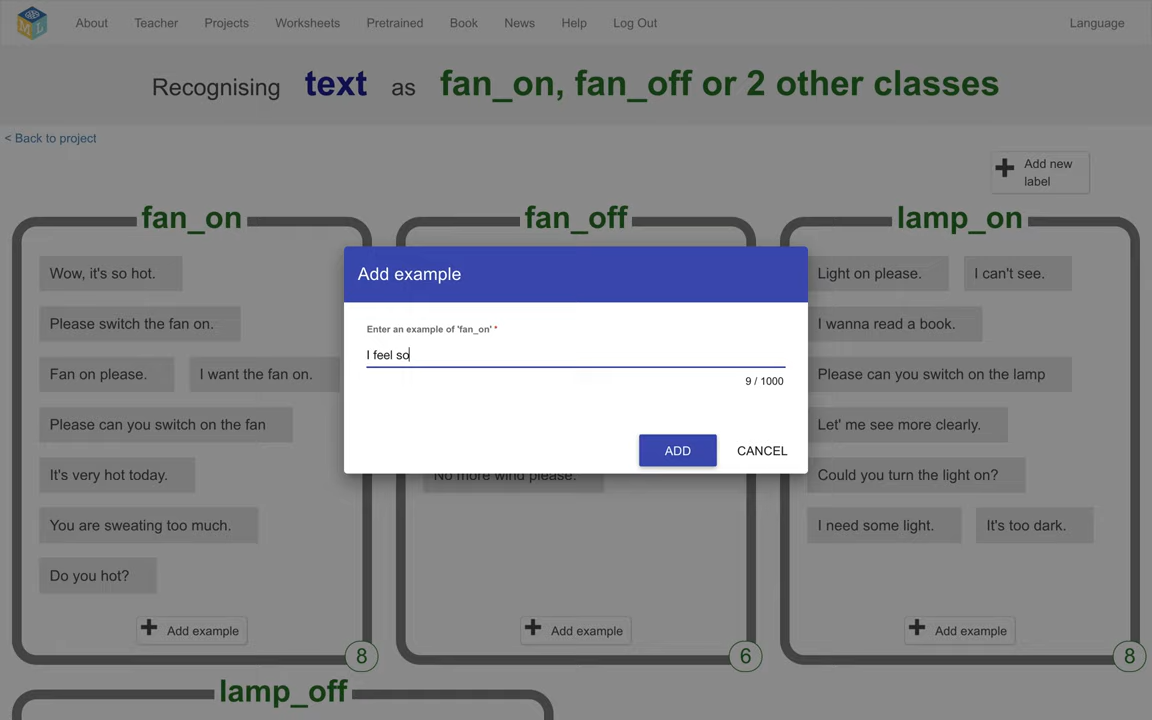 About Teacher Projects Worksheets Pretrained Book News Help Log Out Language
Recognising text as fan_on, fan_off or 2 other classes
< Back to project
Add new
label
fan_on
Wow, it's so hot.
Please switch the fan on.
Fan on please. I want the fan on.
Please can you switch on the fan
It's very hot today.
You are sweating too much.
Do you hot?
Add example
8
fan_off
No more wind please.
Add example
6
lamp_on
Light on please. I can't see.
I wanna read a book.
Please can you switch on the lamp
Let' me see more clearly.
Could you turn the light on?
I need some light. It's too dark.
Add example
8
lamp_off
Add example
Enter an example of 'fan_on' *
I feel so
9 / 1000
ADD CANCEL